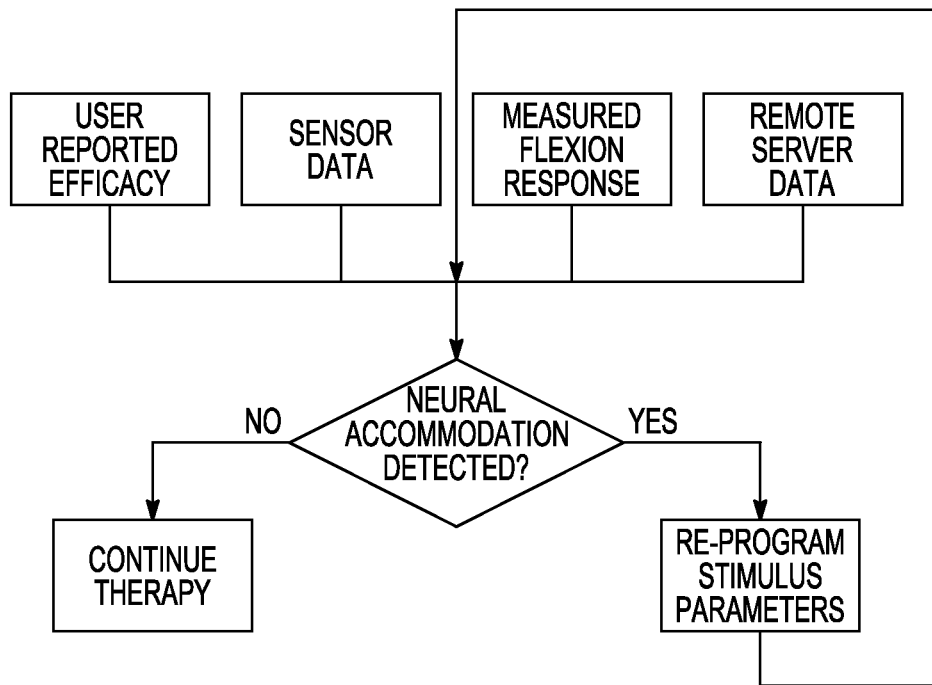 USER
REPORTED
EFFICACY
SENSOR
DATA
MEASURED
FLEXION
RESPONSE
REMOTE
SERVER
DATA
NEURAL
ACCOMMODATION
DETECTED?
NO
YES
CONTINUE
THERAPY
RE-PROGRAM
STIMULUS
PARAMETERS